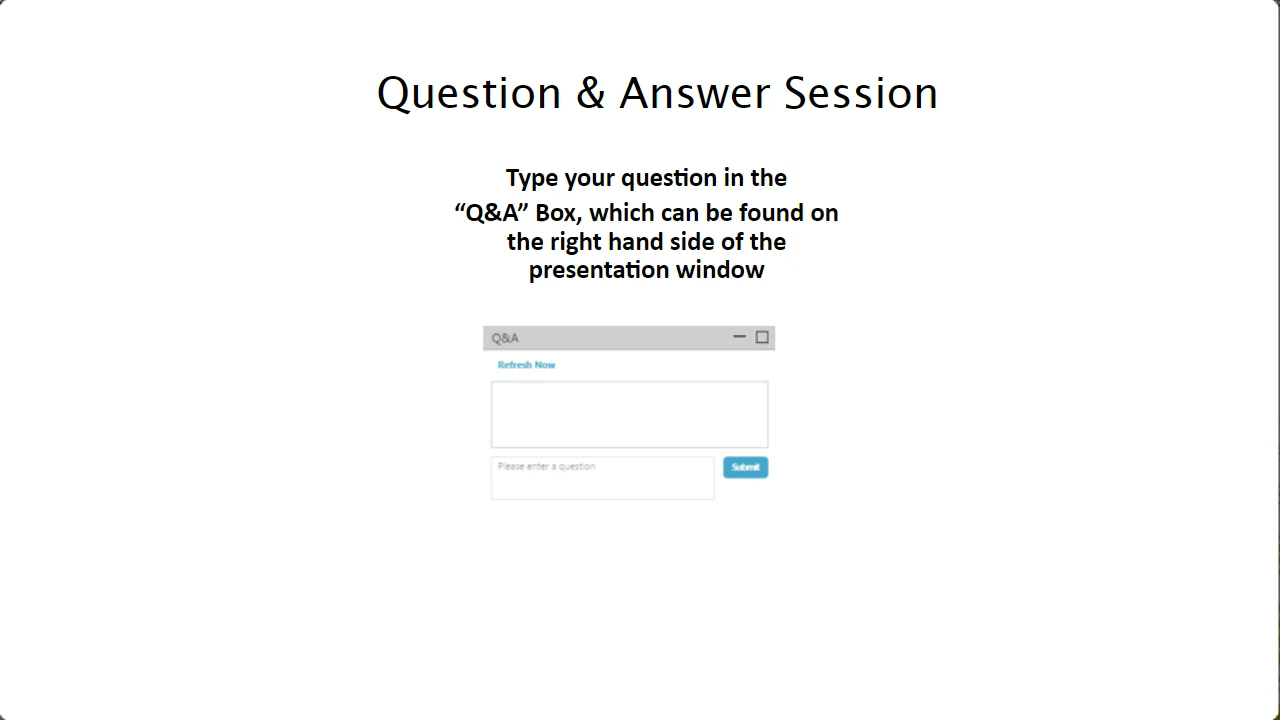 Question & Answer Session
Type your question in the
“Q&A” Box, which can be found on
the right hand side of the
presentation window
Q&A
Refresh Now
Please enter a question
Submit